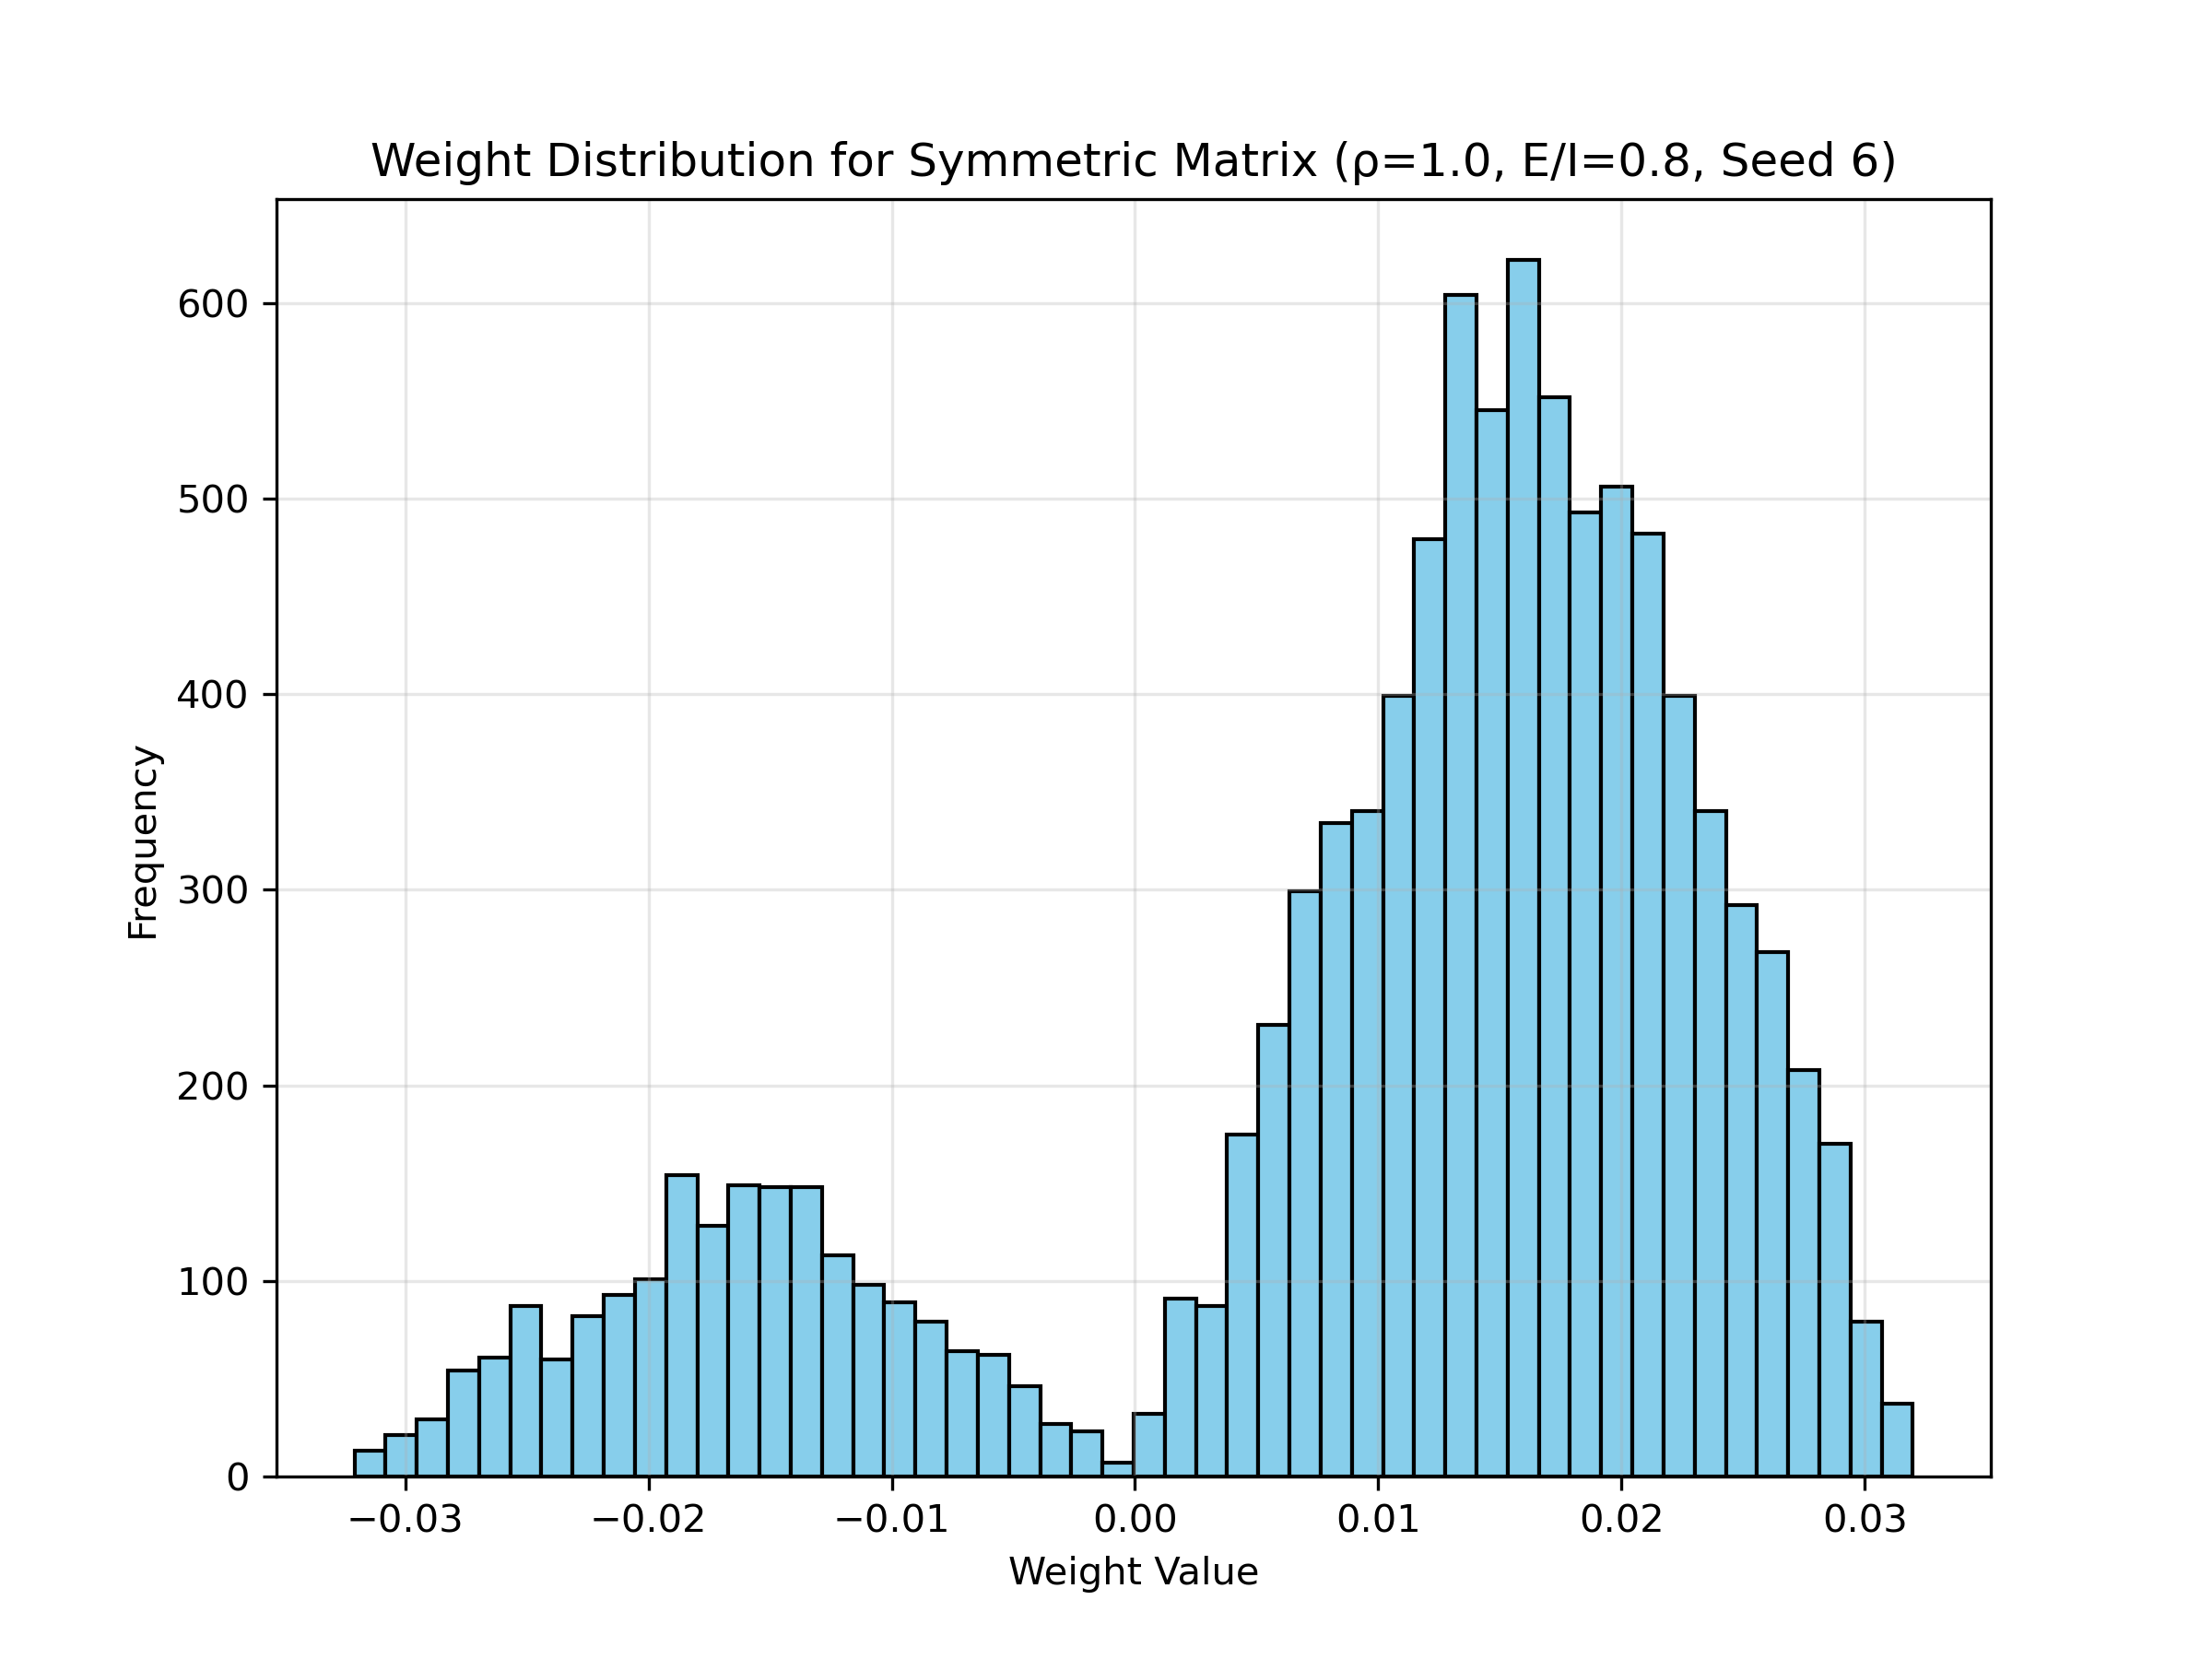 Weight Distribution for Symmetric Matrix (ρ=1.0, E/I=0.8, Seed 6)
600
500
400
300
200
100
0
Frequency
−0.03 −0.02 −0.01 0.00 0.01 0.02 0.03
Weight Value